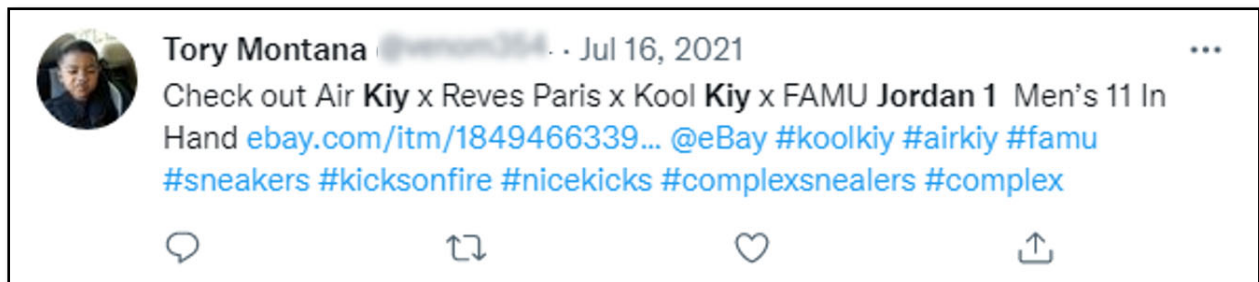 Tory Montana · Jul 16, 2021
Check out Air Kiy x Reves Paris x Kool Kiy x FAMU Jordan 1 Men's 11 In
Hand ebay.com/itm/1849466339... @eBay #koolkiy #airkiy #famu
#sneakers #kicksonfire #nicekicks #complexsnealers #complex